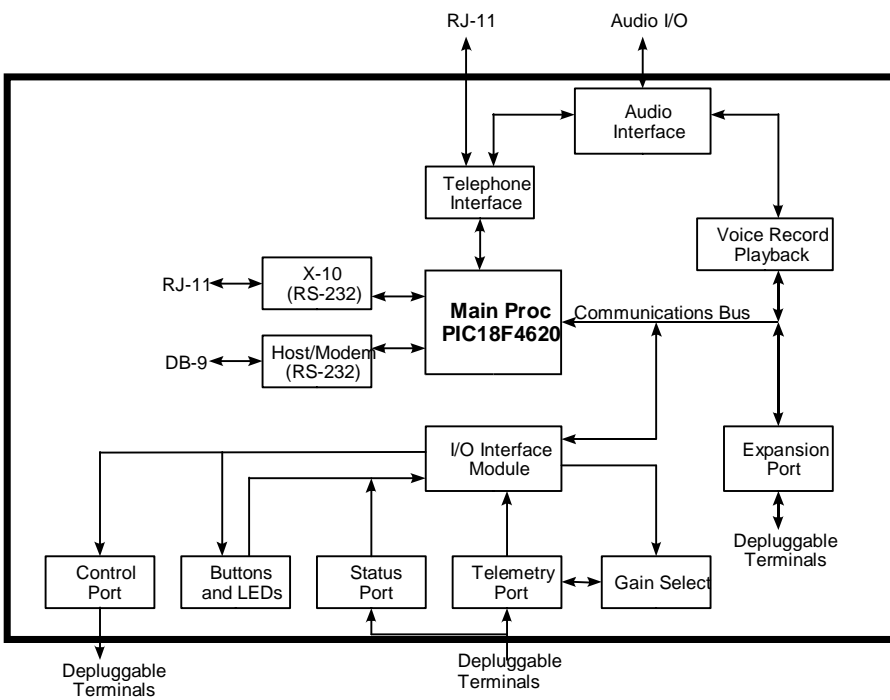 RJ-11
Audio I/O
Audio
Interface
Telephone
Interface
Voice Record
Playback
RJ-11
X-10
(RS-232)
Main Proc
PIC18F4620
Communications Bus
DB-9
Host/Modem
(RS-232)
I/O Interface
Module
Expansion
Port
Depluggable
Terminals
Control
Port
Buttons
and LEDs
Status
Port
Telemetry
Port
Gain Select
Depluggable
Terminals
Depluggable
Terminals